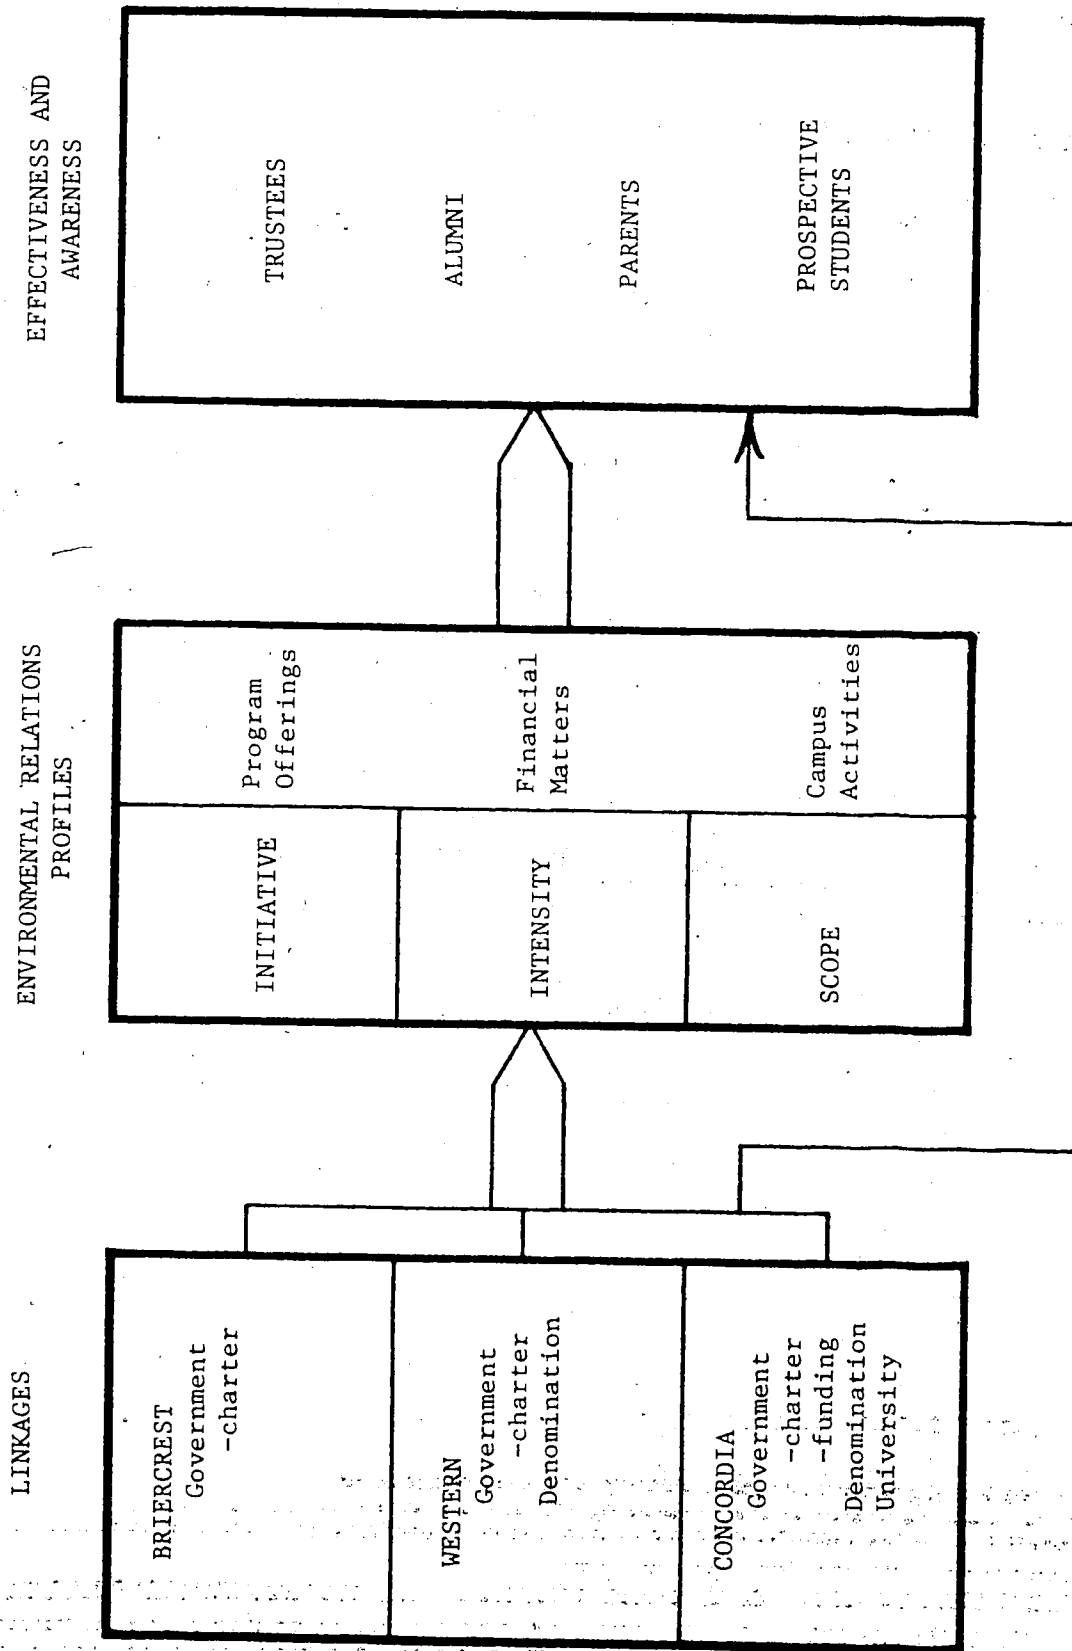 LINKAGES
BRIERCREST
Government
-charter
WESTERN
Government
-charter
Denomination
CONCORDIA
Government
-charter
-funding
Denomination
University
ENVIRONMENTAL RELATIONS
PROFILES
INITIATIVE
INTENSITY
SCOPE
Program
Offerings
Financial
Matters
Campus
Activities
EFFECTIVENESS AND
AWARENESS
TRUSTEES
ALUMNI
PARENTS
PROSPECTIVE
STUDENTS